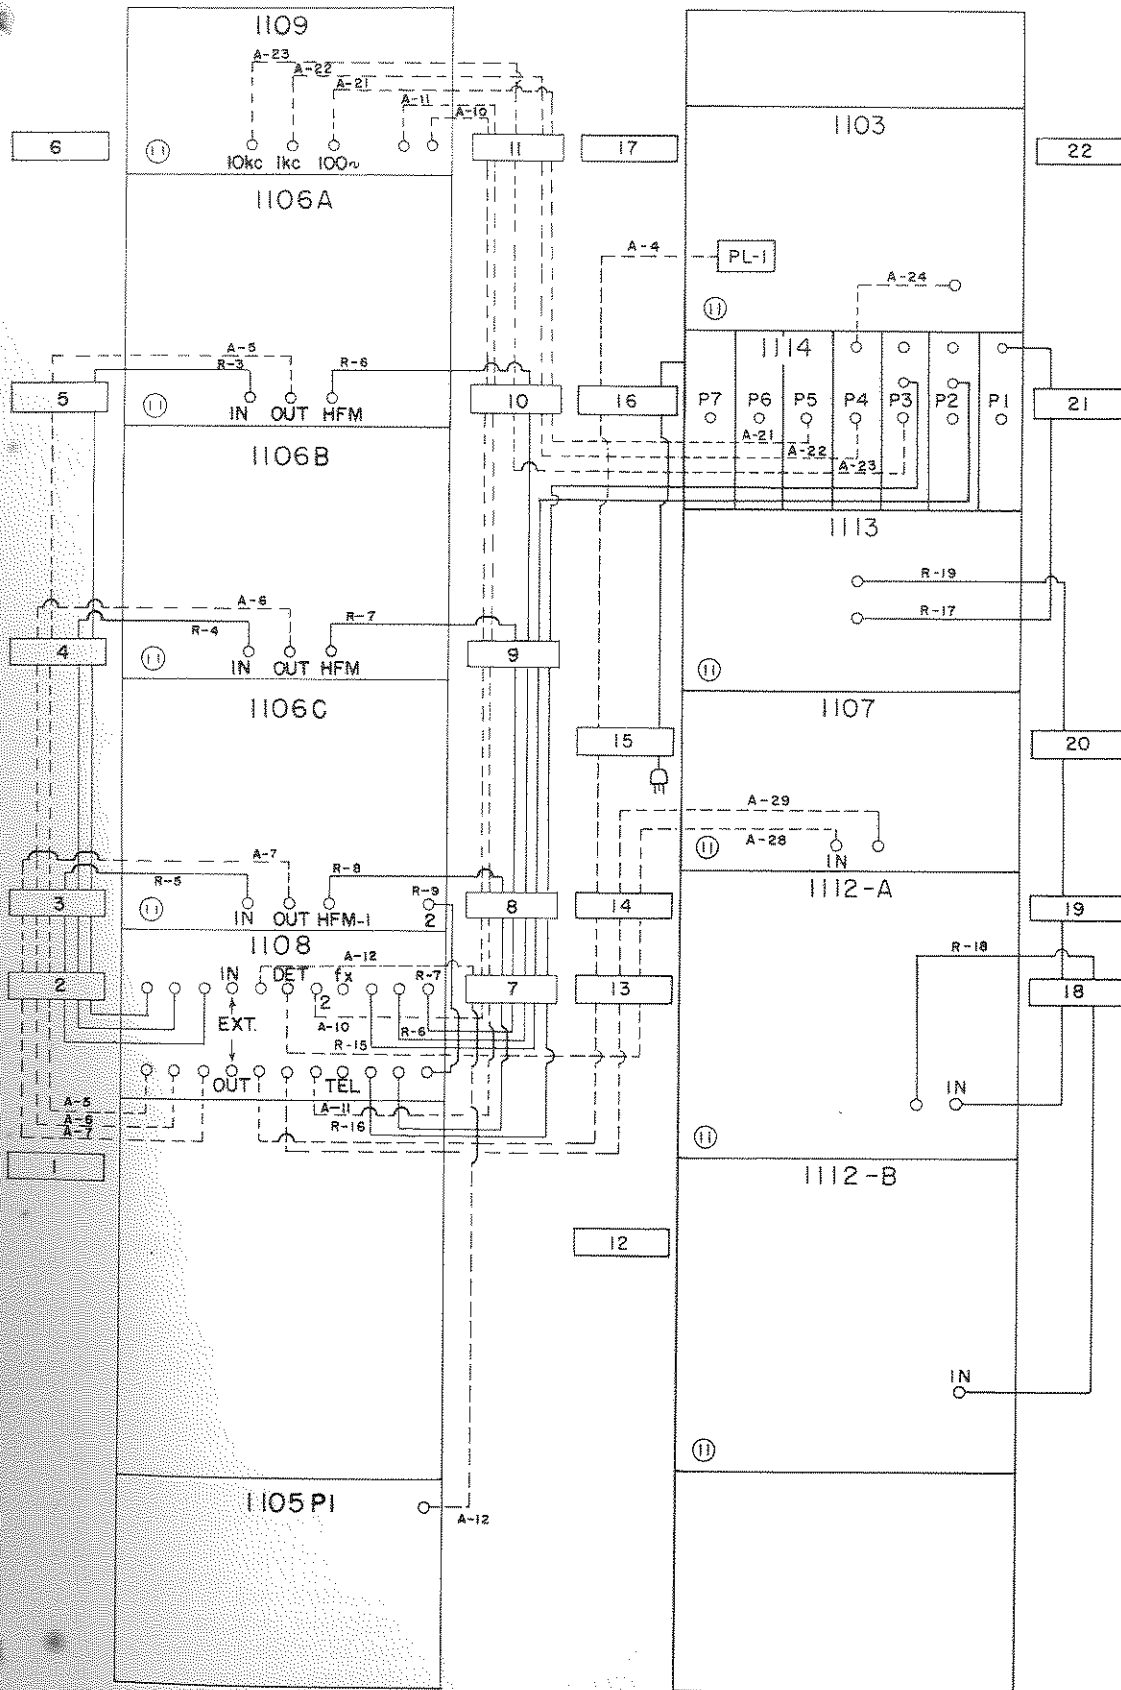 1109
A-23
A-22
A-21
A-11
A-10
6
11
10kc 1kc 100~
11
17
1103
22
1106A
A-4
PL-1
A-24
11
A-5
R-3
R-6
1114
5
11
IN OUT HFM
10
16
P7 P6 P5 P4 P3 P2 P1
21
1106B
A-21
A-22
A-23
1113
R-19
A-6
R-4
R-7
R-17
4
11
IN OUT HFM
9
11
1106C
1107
15
20
A-29
A-28
11
IN
A-7
R-5
R-8
R-9
1112-A
3
11
IN OUT HFM-1 2
8
14
19
1108
R-18
IN DET fx
A-12
R-7
2
7
13
18
2
EXT.
A-10
R-6
R-15
OUT TEL
A-5
A-6
A-7
A-11
R-16
IN
11
1
1112-B
12
IN
11
1105P1
A-12